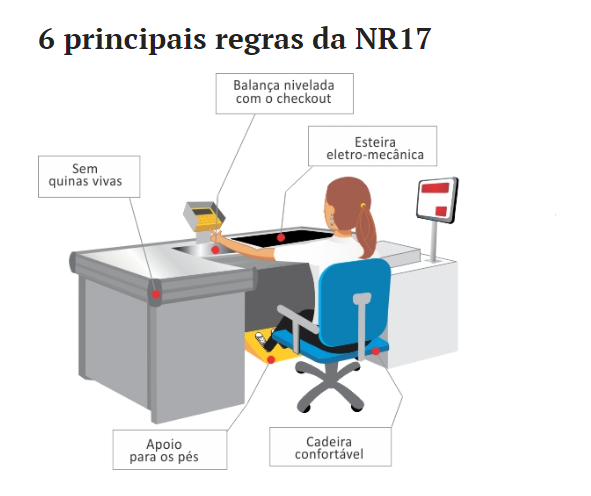 6 principais regras da NR17
Balança nivelada
com o checkout
Esteira
eletro-mecânica
Sem
quinas vivas
Apoio
para os pés
Cadeira
confortável